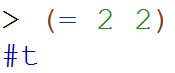 > (= 2 2)
#t